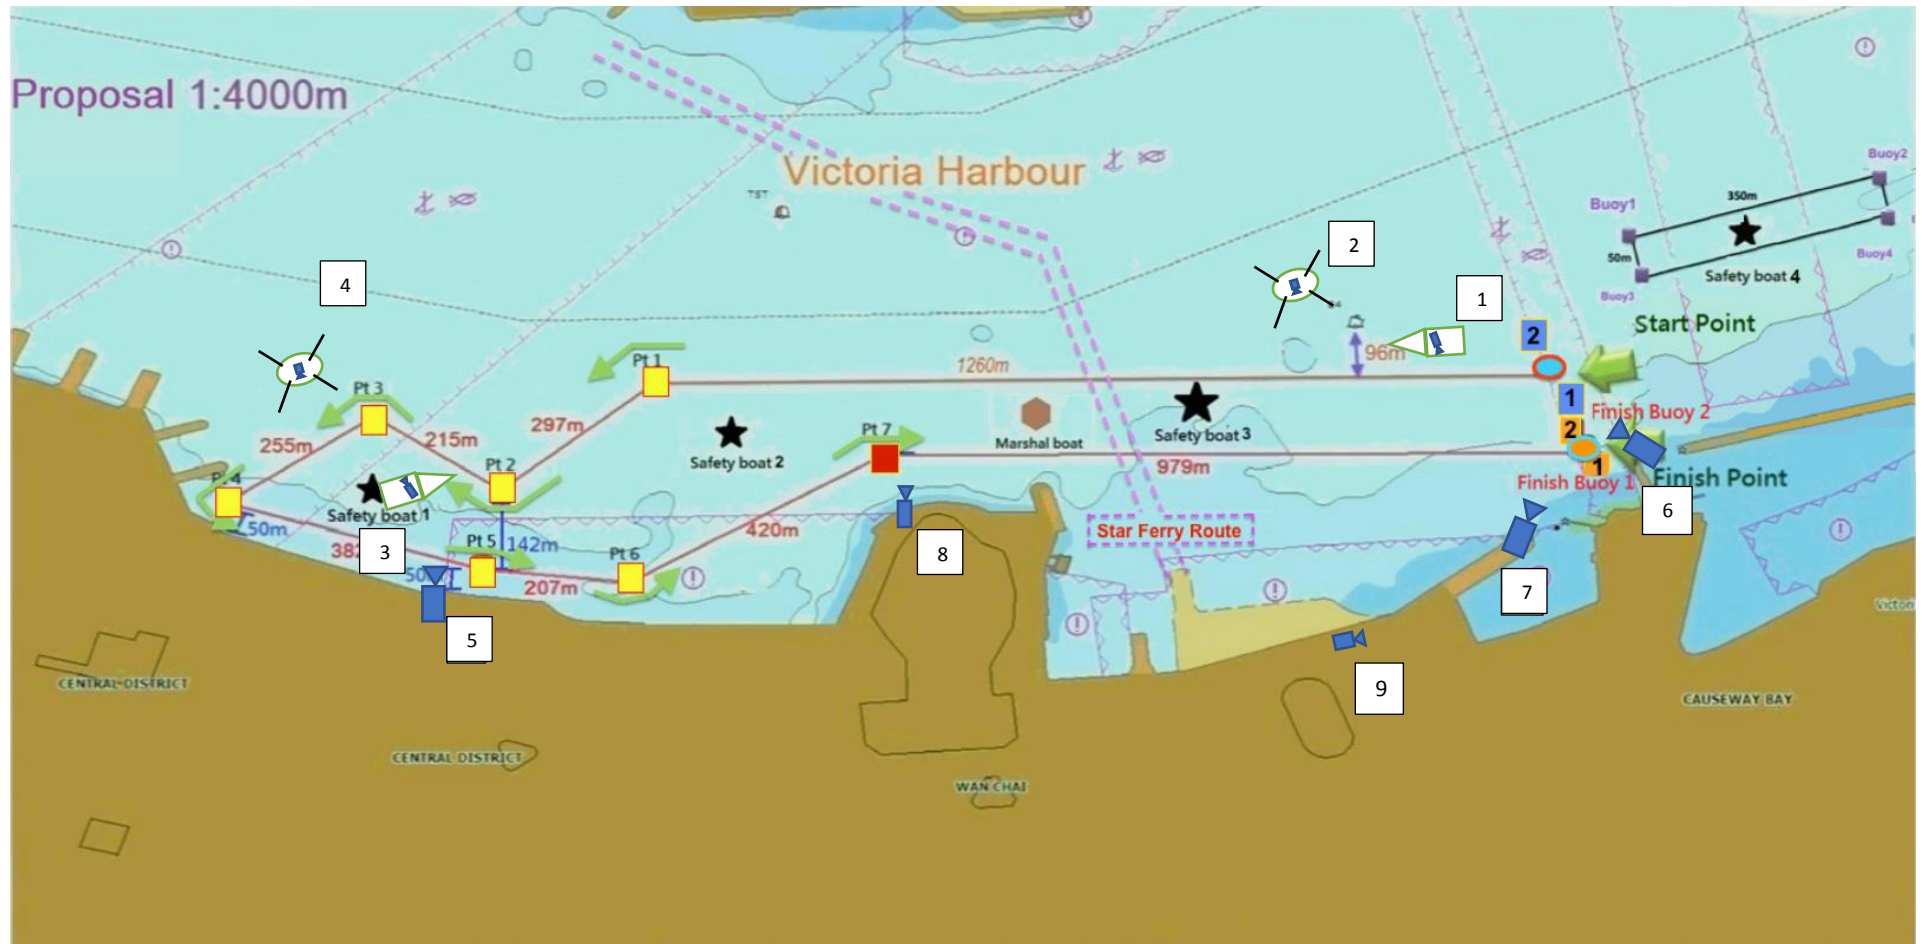 Proposal 1:4000m
Victoria Harbour
TST
Buoy2
350m
Buoy1
50m
Buoy4
Safety boat 4
Buoy3
2
4
1
Start Point
2
96m
1260m
Pt 1
Pt 3
1
Finish Buoy 2
2
297m
255m
215m
Pt 7
Marshal boat
Safety boat 3
Safety boat 2
979m
1
Finish Buoy 1
Finish Point
Pt 2
Pt 4
Safety boat 1
50m
6
Star Ferry Route
420m
142m
Pt 5
Pt 6
3
8
50
207m
7
5
9
CENTRAL DISTRICT
CAUSEWAY BAY
CENTRAL DISTRICT
WAN CHAI